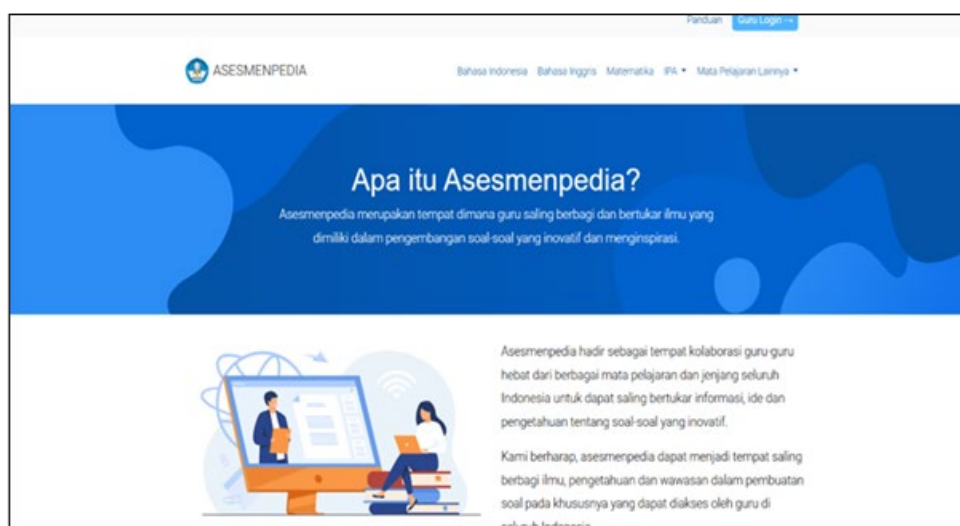 Panduan Guru Login →
ASESMENPEDIA Bahasa Indonesia Bahasa Inggris Matematika IPA Mata Pelajaran Lainnya
Apa itu Asesmenpedia?
Asesmenpedia merupakan tempat dimana guru saling berbagi dan bertukar ilmu yang
dimiliki dalam pengembangan soal-soal yang inovatif dan menginspirasi.
Asesmenpedia hadir sebagai tempat kolaborasi guru-guru
hebat dari berbagai mata pelajaran dan jenjang seluruh
Indonesia untuk dapat saling bertukar informasi, ide dan
pengetahuan tentang soal-soal yang inovatif.
Kami berharap, asesmenpedia dapat menjadi tempat saling
berbagi ilmu, pengetahuan dan wawasan dalam pembuatan
soal pada khususnya yang dapat diakses oleh guru di
seluruh Indonesia